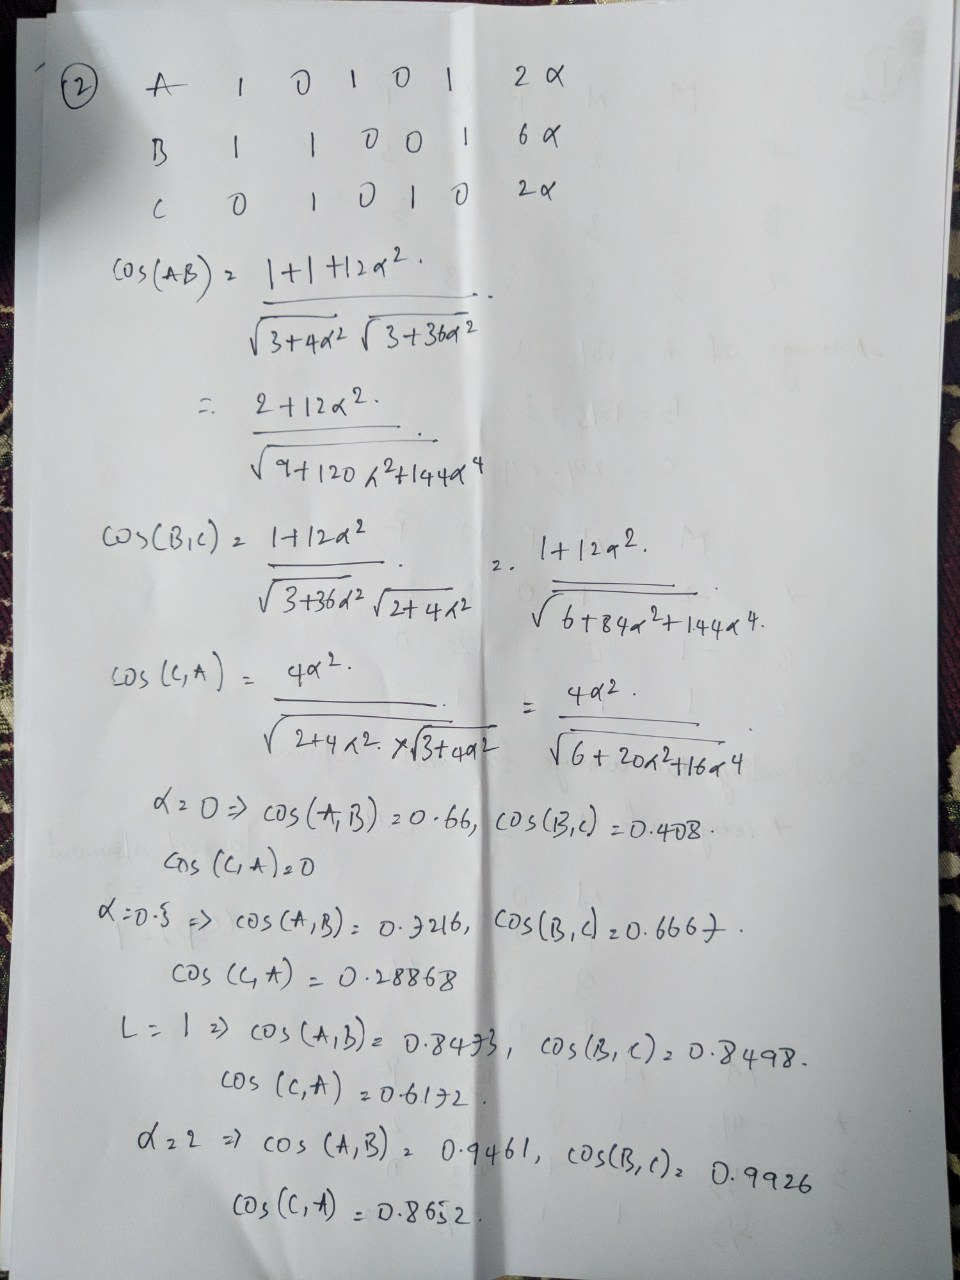 ② A 1 0 1 0 1 2α
B 1 1 0 0 1 6α
C 0 1 0 1 0 2α
cos(AB) = 1+1+12α² / √3+4α² √3+36α²
= 2+12α² / √9+120α²+144α⁴
cos(B,C) = 1+12α² / √3+36α² √2+4α² = 1+12α² / √6+84α²+144α⁴
cos(C,A) = 4α² / √2+4α² × √3+4α² = 4α² / √6+20α²+16α⁴
α=0 => cos(A,B) = 0.66, cos(B,C) = 0.408.
cos(C,A)=0
α=0.5 => cos(A,B) = 0.7216, cos(B,C) = 0.6667.
cos(C,A) = 0.28868
L = 1 => cos(A,B) = 0.8473, cos(B,C) = 0.8498.
cos(C,A) = 0.6172.
α=2 => cos(A,B) = 0.9461, cos(B,C) = 0.9926
cos(C,A) = 0.8652.